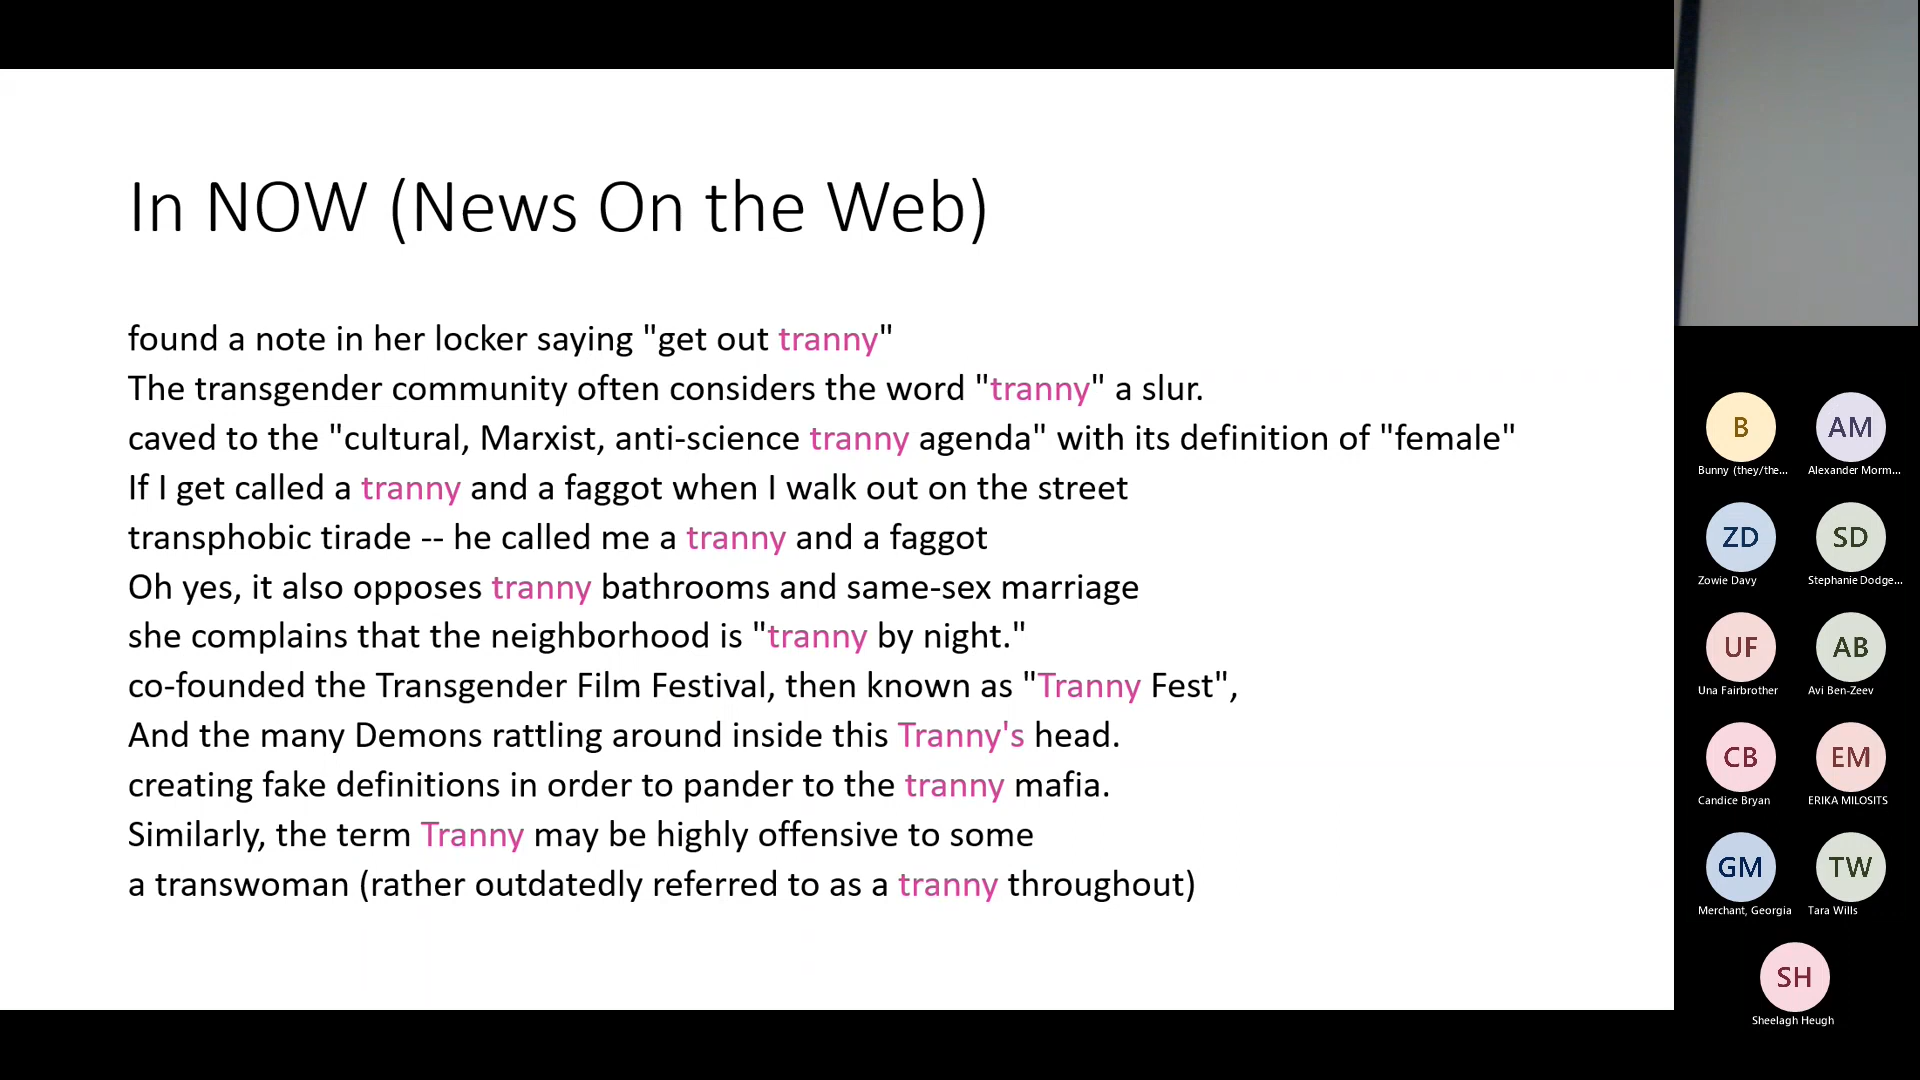 In NOW (News On the Web)
found a note in her locker saying "get out tranny"
The transgender community often considers the word "tranny" a slur.
caved to the "cultural, Marxist, anti-science tranny agenda" with its definition of "female"
If I get called a tranny and a faggot when I walk out on the street
transphobic tirade -- he called me a tranny and a faggot
Oh yes, it also opposes tranny bathrooms and same-sex marriage
she complains that the neighborhood is "tranny by night."
co-founded the Transgender Film Festival, then known as "Tranny Fest",
And the many Demons rattling around inside this Tranny's head.
creating fake definitions in order to pander to the tranny mafia.
Similarly, the term Tranny may be highly offensive to some
a transwoman (rather outdatedly referred to as a tranny throughout)
B AM
Bunny (they/the... Alexander Morm...
ZD SD
Zowie Davy Stephanie Dodge...
UF AB
Una Fairbrother Avi Ben-Zeev
CB EM
Candice Bryan ERIKA MILOSITS
GM TW
Merchant, Georgia Tara Wills
SH
Sheelagh Heugh